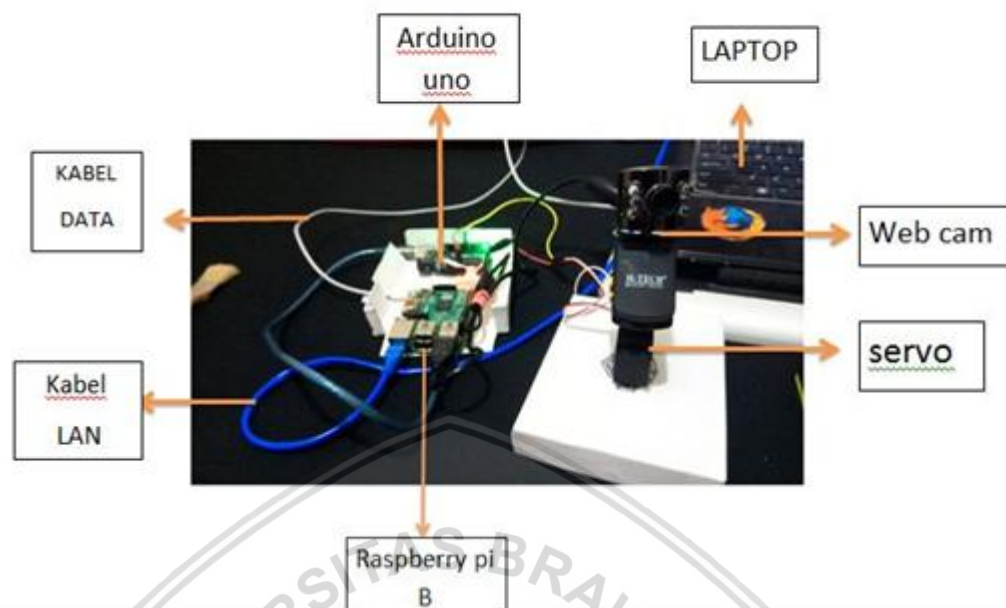 Arduino
uno
LAPTOP
KABEL
DATA
Web cam
servo
Kabel
LAN
Raspberry pi
B